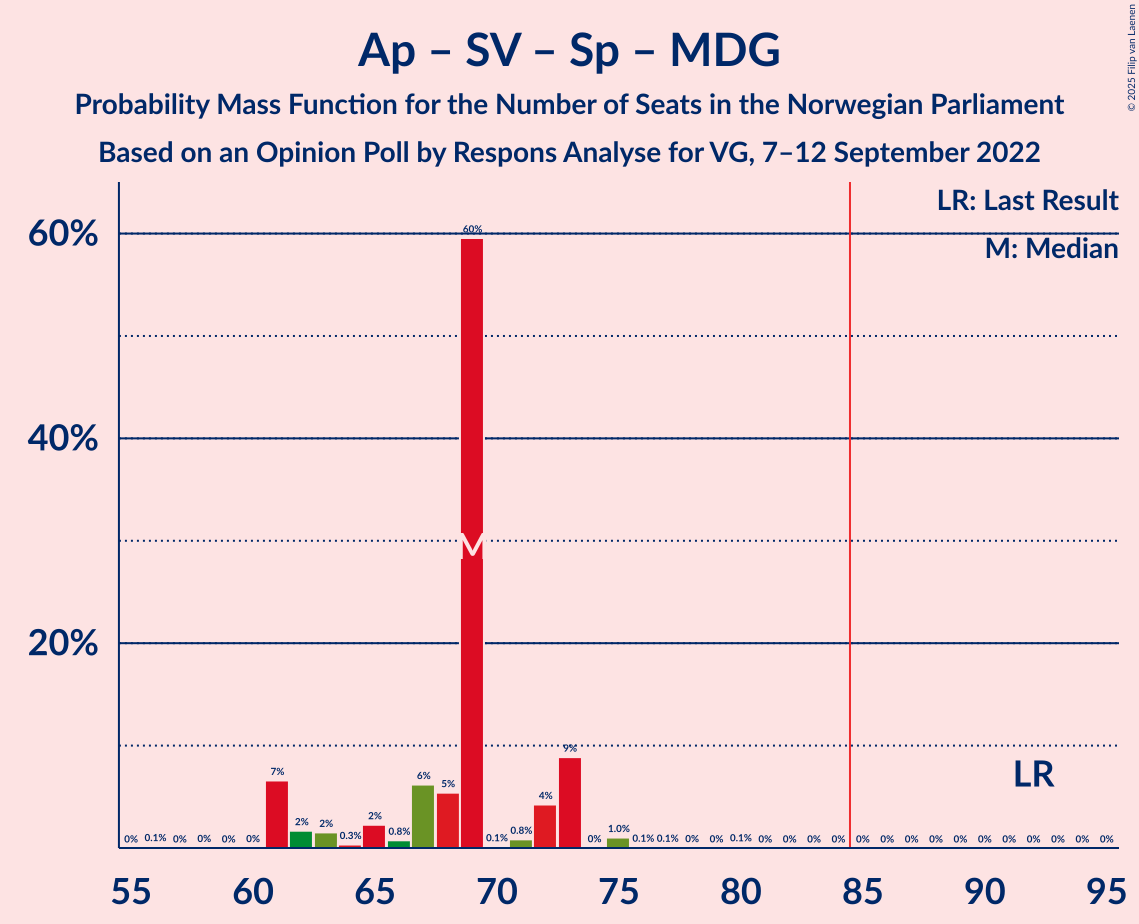 Ap – SV – Sp – MDG
Probability Mass Function for the Number of Seats in the Norwegian Parliament
Based on an Opinion Poll by Respons Analyse for VG, 7–12 September 2022
© 2025 Filip van Laenen
LR: Last Result
M: Median
60%
40%
20%
0% 0.1% 0% 0% 0% 0% 7% 2% 2% 0.3% 2% 0.8% 6% 5% 60% 0.1% 0.8% 4% 9% 0% 1.0% 0.1% 0.1% 0% 0% 0.1% 0% 0% 0% 0% 0% 0% 0% 0% 0% 0% 0% 0% 0% 0% 0%
M
LR
55 60 65 70 75 80 85 90 95